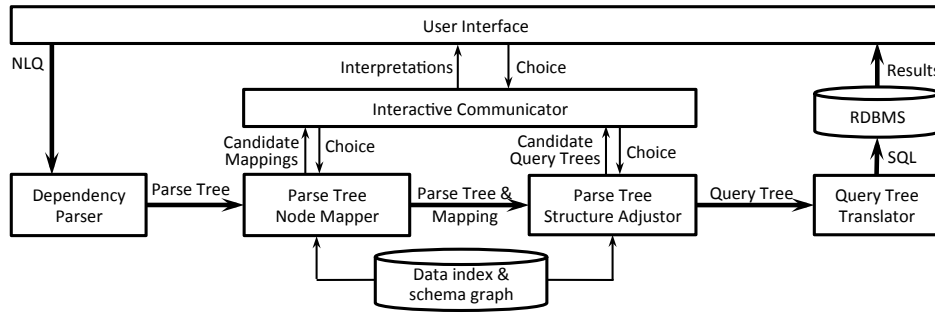 User Interface
NLQ
Interpretations
Choice
Results
Interactive Communicator
RDBMS
Candidate
Mappings
Choice
Candidate
Query Trees
Choice
SQL
Dependency
Parser
Parse Tree
Parse Tree
Node Mapper
Parse Tree &
Mapping
Parse Tree
Structure Adjustor
Query Tree
Query Tree
Translator
Data index &
schema graph